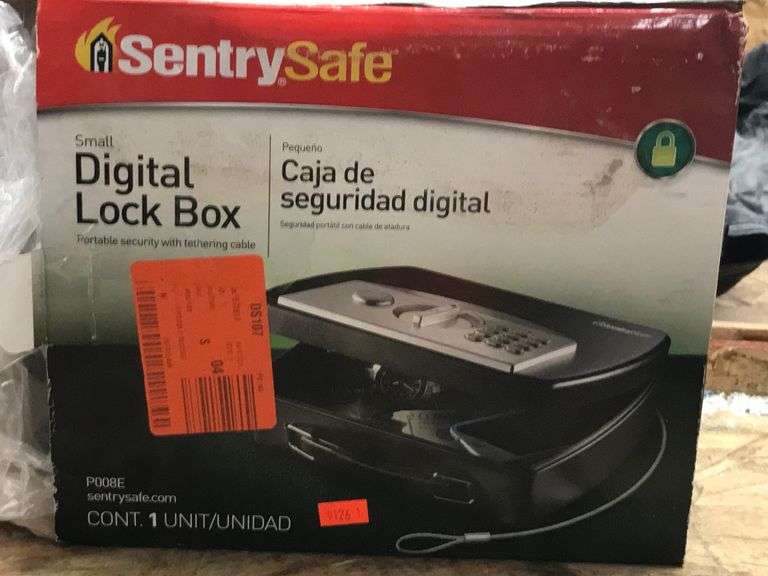 SentrySafe®
Small
Digital
Lock Box
Portable security with tethering cable
Pequeño
Caja de
seguridad digital
Seguridad portátil con cable de atadura
DS107
$ 04
P008E
sentrysafe.com
CONT. 1 UNIT/UNIDAD